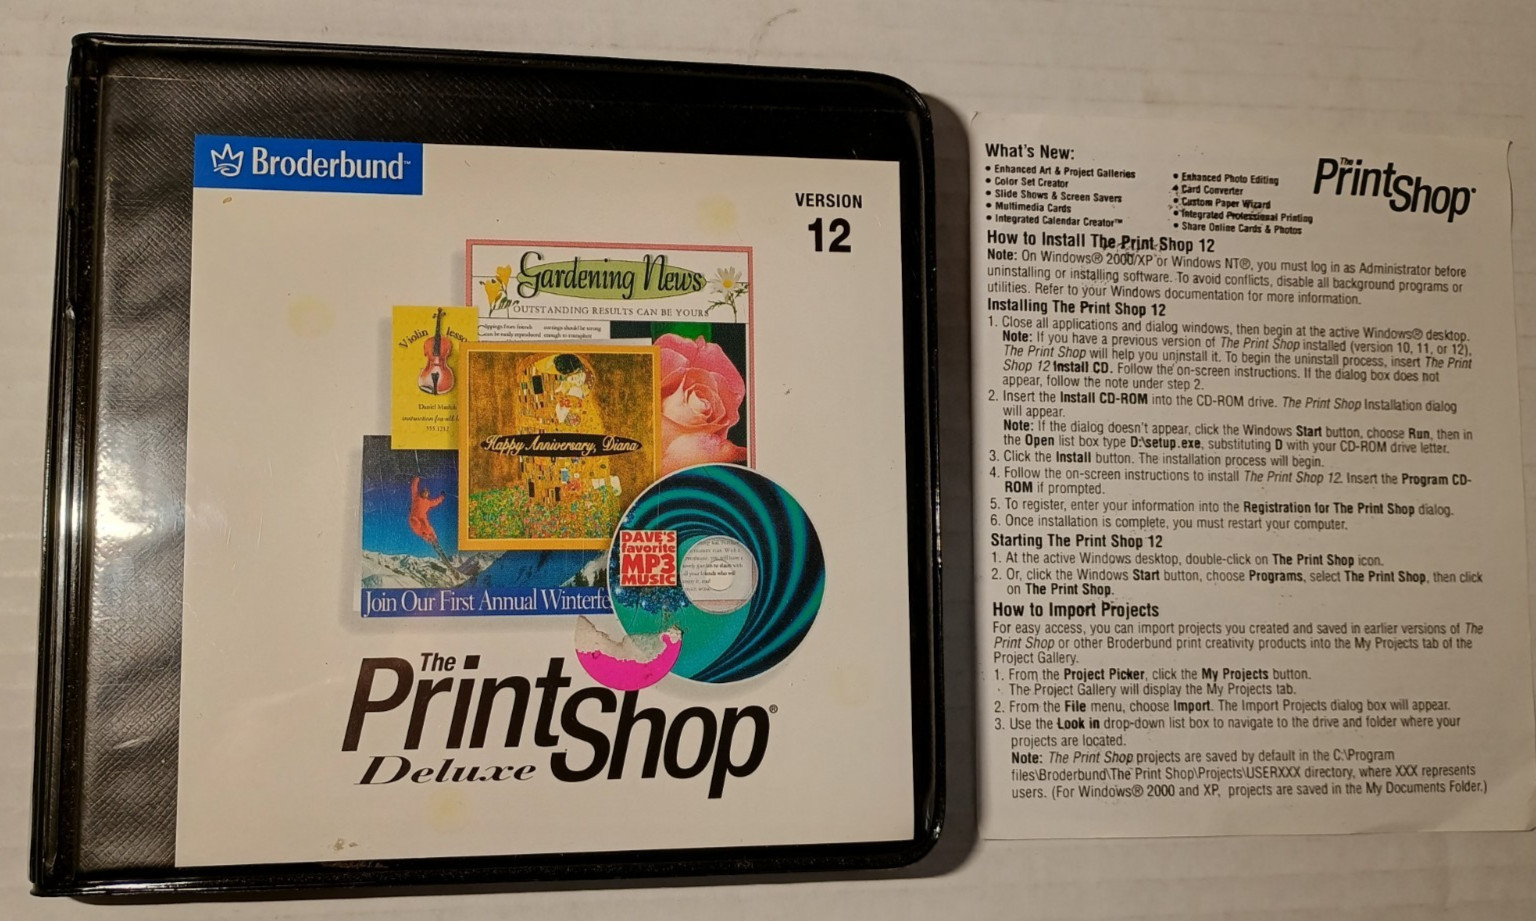 Broderbund™
VERSION
12
Gardening News
OUTSTANDING RESULTS CAN BE YOURS
Violin lesso
Daniel
instruction for all
555 1212
clippings from friends
can be easily reproduced
Happy Anniversary, Diana
DAVE'S
favorite
MP3
MUSIC
Join Our First Annual Winterfe
The
PrintShop®
Deluxe
What's New:
• Enhanced Art & Project Galleries
• Color Set Creator
• Slide Shows & Screen Savers
• Multimedia Cards
• Integrated Calendar Creator™
• Enhanced Photo Editing
• Card Converter
• Custom Paper Wizard
• Integrated Professional Printing
• Share Online Cards & Photos
The
PrintShop®
How to Install The Print Shop 12
Note: On Windows® 2000/XP or Windows NT®, you must log in as Administrator before
uninstalling or installing software. To avoid conflicts, disable all background programs or
utilities. Refer to your Windows documentation for more information.
Installing The Print Shop 12
1. Close all applications and dialog windows, then begin at the active Windows® desktop.
Note: If you have a previous version of The Print Shop installed (version 10, 11, or 12),
The Print Shop will help you uninstall it. To begin the uninstall process, insert The Print
Shop 12 Install CD. Follow the on-screen instructions. If the dialog box does not
appear, follow the note under step 2.
2. Insert the Install CD-ROM into the CD-ROM drive. The Print Shop Installation dialog
will appear.
Note: If the dialog doesn't appear, click the Windows Start button, choose Run, then in
the Open list box type D:\setup.exe, substituting D with your CD-ROM drive letter.
3. Click the Install button. The installation process will begin.
4. Follow the on-screen instructions to install The Print Shop 12. Insert the Program CD-
ROM if prompted.
5. To register, enter your information into the Registration for The Print Shop dialog.
6. Once installation is complete, you must restart your computer.
Starting The Print Shop 12
1. At the active Windows desktop, double-click on The Print Shop icon.
2. Or, click the Windows Start button, choose Programs, select The Print Shop, then click
on The Print Shop.
How to Import Projects
For easy access, you can import projects you created and saved in earlier versions of The
Print Shop or other Broderbund print creativity products into the My Projects tab of the
Project Gallery.
1. From the Project Picker, click the My Projects button.
The Project Gallery will display the My Projects tab.
2. From the File menu, choose Import. The Import Projects dialog box will appear.
3. Use the Look in drop-down list box to navigate to the drive and folder where your
projects are located.
Note: The Print Shop projects are saved by default in the C:\Program
files\Broderbund\The Print Shop\Projects\USERXXX directory, where XXX represents
users. (For Windows® 2000 and XP, projects are saved in the My Documents Folder.)